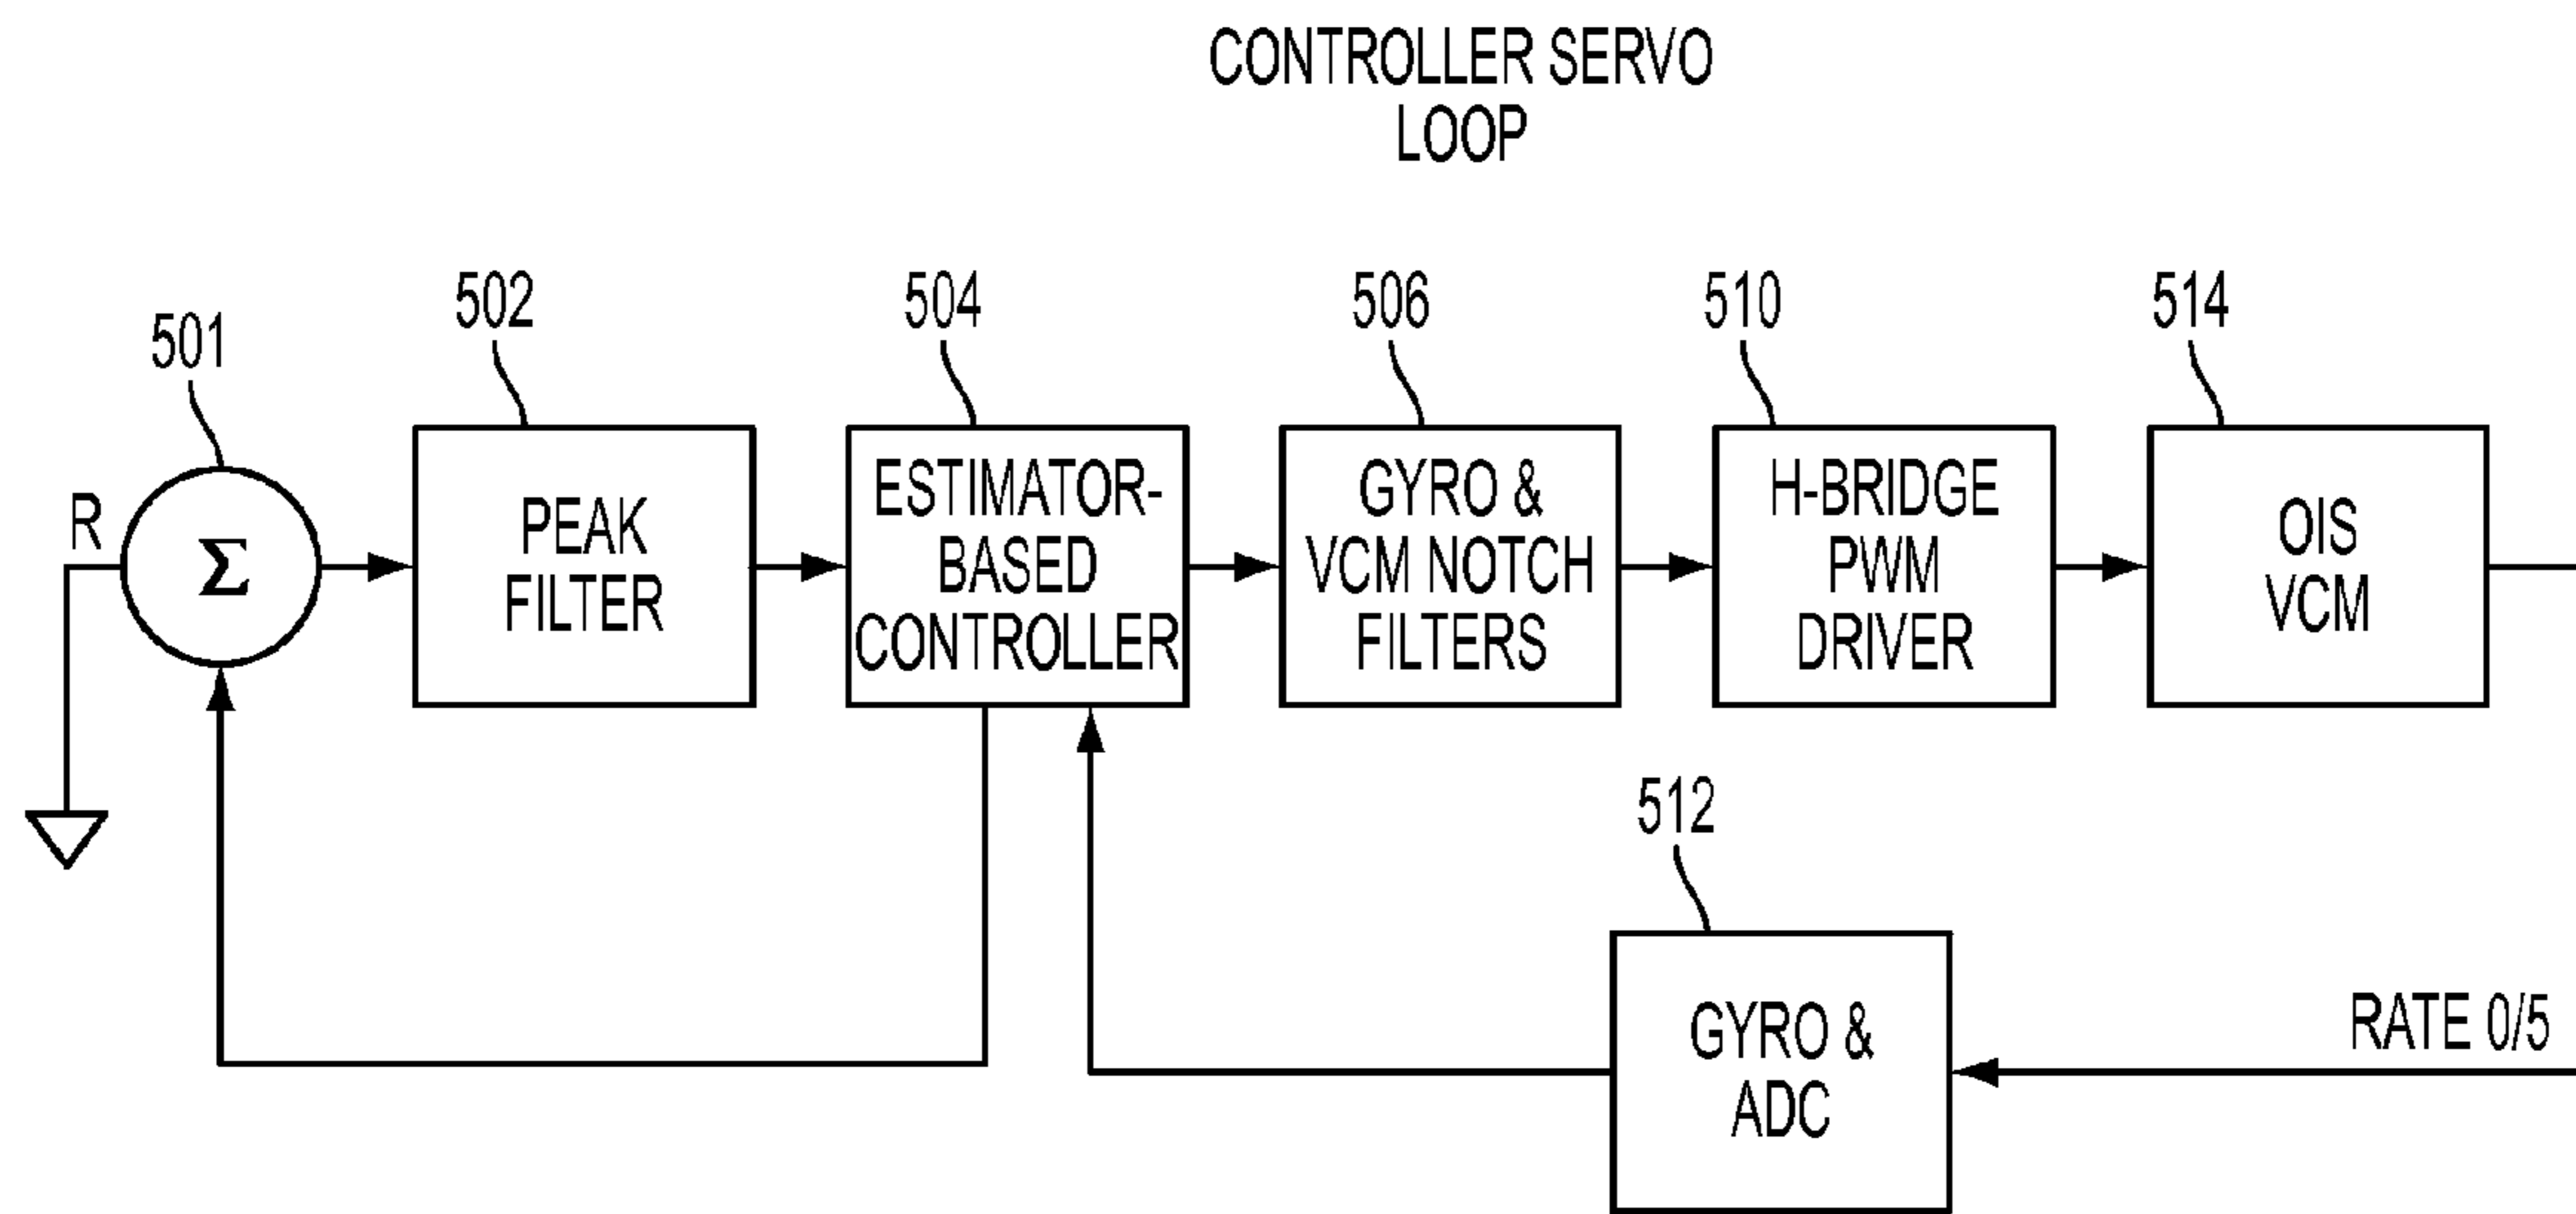 CONTROLLER SERVO
LOOP
501
502
504
506
510
514
R
Σ
PEAK
FILTER
ESTIMATOR-
BASED
CONTROLLER
GYRO &
VCM NOTCH
FILTERS
H-BRIDGE
PWM
DRIVER
OIS
VCM
512
GYRO &
ADC
RATE 0/5